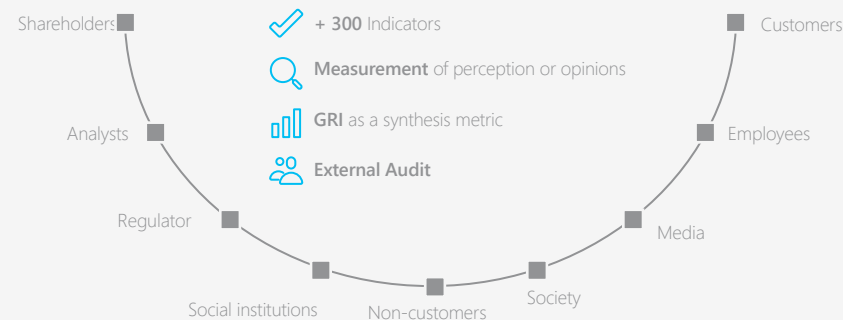 Shareholders
+ 300 Indicators
Customers
Measurement of perception or opinions
GRI as a synthesis metric
Analysts
Employees
External Audit
Regulator
Media
Social institutions
Non-customers
Society